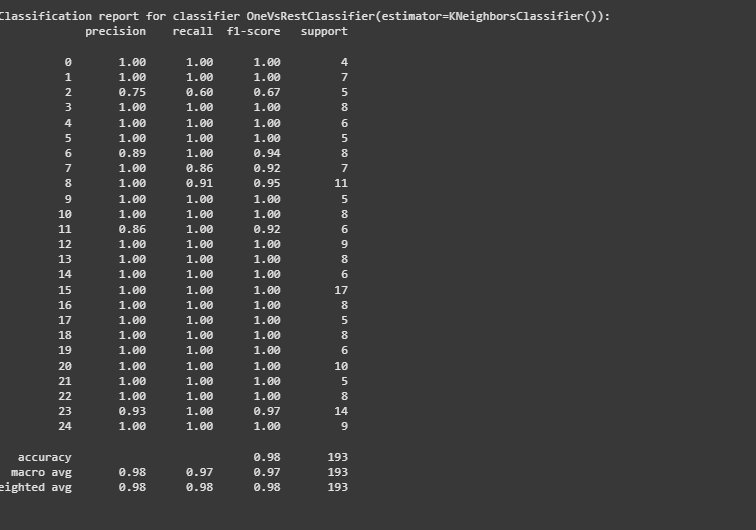 Classification report for classifier OneVsRestClassifier(estimator=KNeighborsClassifier()):
precision recall f1-score support
0 1.00 1.00 1.00 4
1 1.00 1.00 1.00 7
2 0.75 0.60 0.67 5
3 1.00 1.00 1.00 8
4 1.00 1.00 1.00 6
5 1.00 1.00 1.00 5
6 0.89 1.00 0.94 8
7 1.00 0.86 0.92 7
8 1.00 0.91 0.95 11
9 1.00 1.00 1.00 5
10 1.00 1.00 1.00 8
11 0.86 1.00 0.92 6
12 1.00 1.00 1.00 9
13 1.00 1.00 1.00 8
14 1.00 1.00 1.00 6
15 1.00 1.00 1.00 17
16 1.00 1.00 1.00 8
17 1.00 1.00 1.00 5
18 1.00 1.00 1.00 8
19 1.00 1.00 1.00 6
20 1.00 1.00 1.00 10
21 1.00 1.00 1.00 5
22 1.00 1.00 1.00 8
23 0.93 1.00 0.97 14
24 1.00 1.00 1.00 9
accuracy 0.98 193
macro avg 0.98 0.97 0.97 193
eighted avg 0.98 0.98 0.98 193